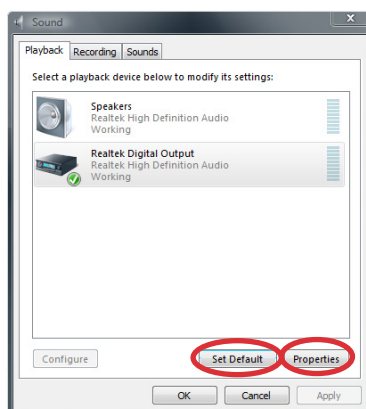 Sound
Playback Recording Sounds
Select a playback device below to modify its settings:
Speakers
Realtek High Definition Audio
Working
Realtek Digital Output
Realtek High Definition Audio
Working
Configure Set Default Properties
OK Cancel Apply